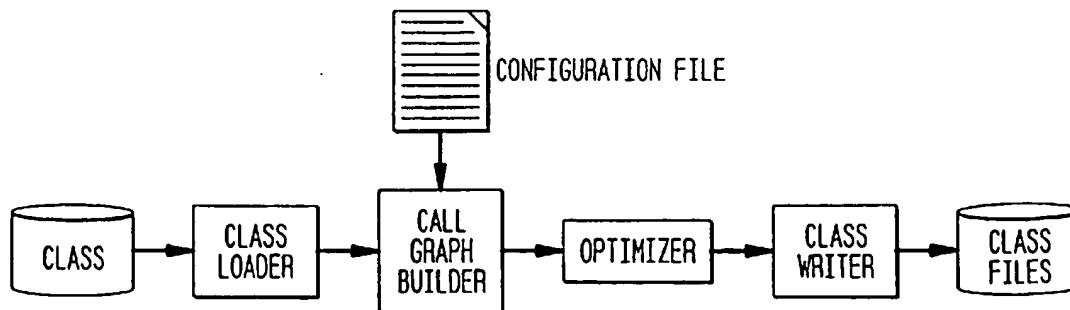 CONFIGURATION FILE
CLASS
CLASS
LOADER
CALL
GRAPH
BUILDER
OPTIMIZER
CLASS
WRITER
CLASS
FILES